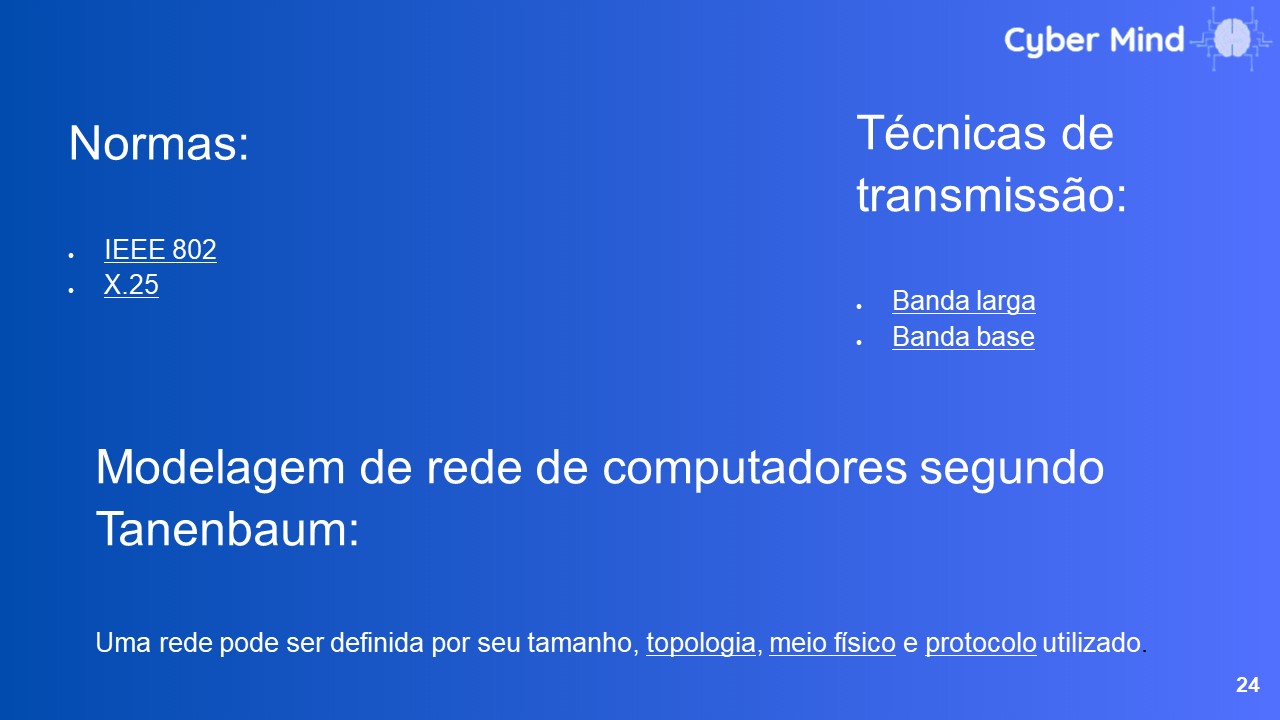 Cyber Mind
Normas:
• IEEE 802
• X.25
Técnicas de
transmissão:
• Banda larga
• Banda base
Modelagem de rede de computadores segundo
Tanenbaum:
Uma rede pode ser definida por seu tamanho, topologia, meio físico e protocolo utilizado.
24